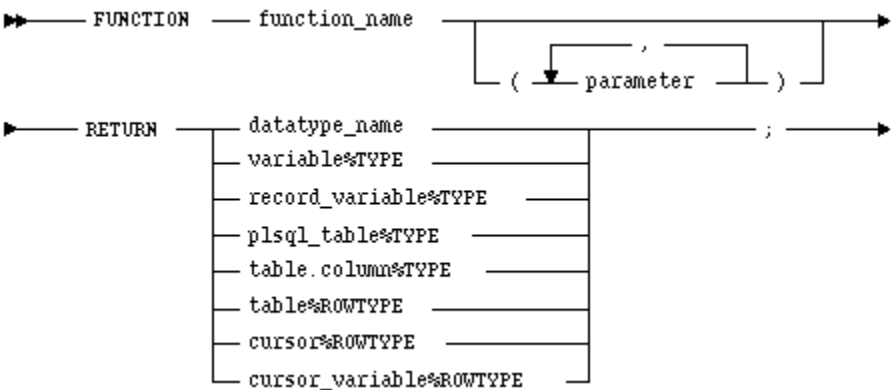 FUNCTION function_name
,
( parameter )
RETURN datatype_name ;
variable%TYPE
record_variable%TYPE
plsql_table%TYPE
table.column%TYPE
table%ROWTYPE
cursor%ROWTYPE
cursor_variable%ROWTYPE